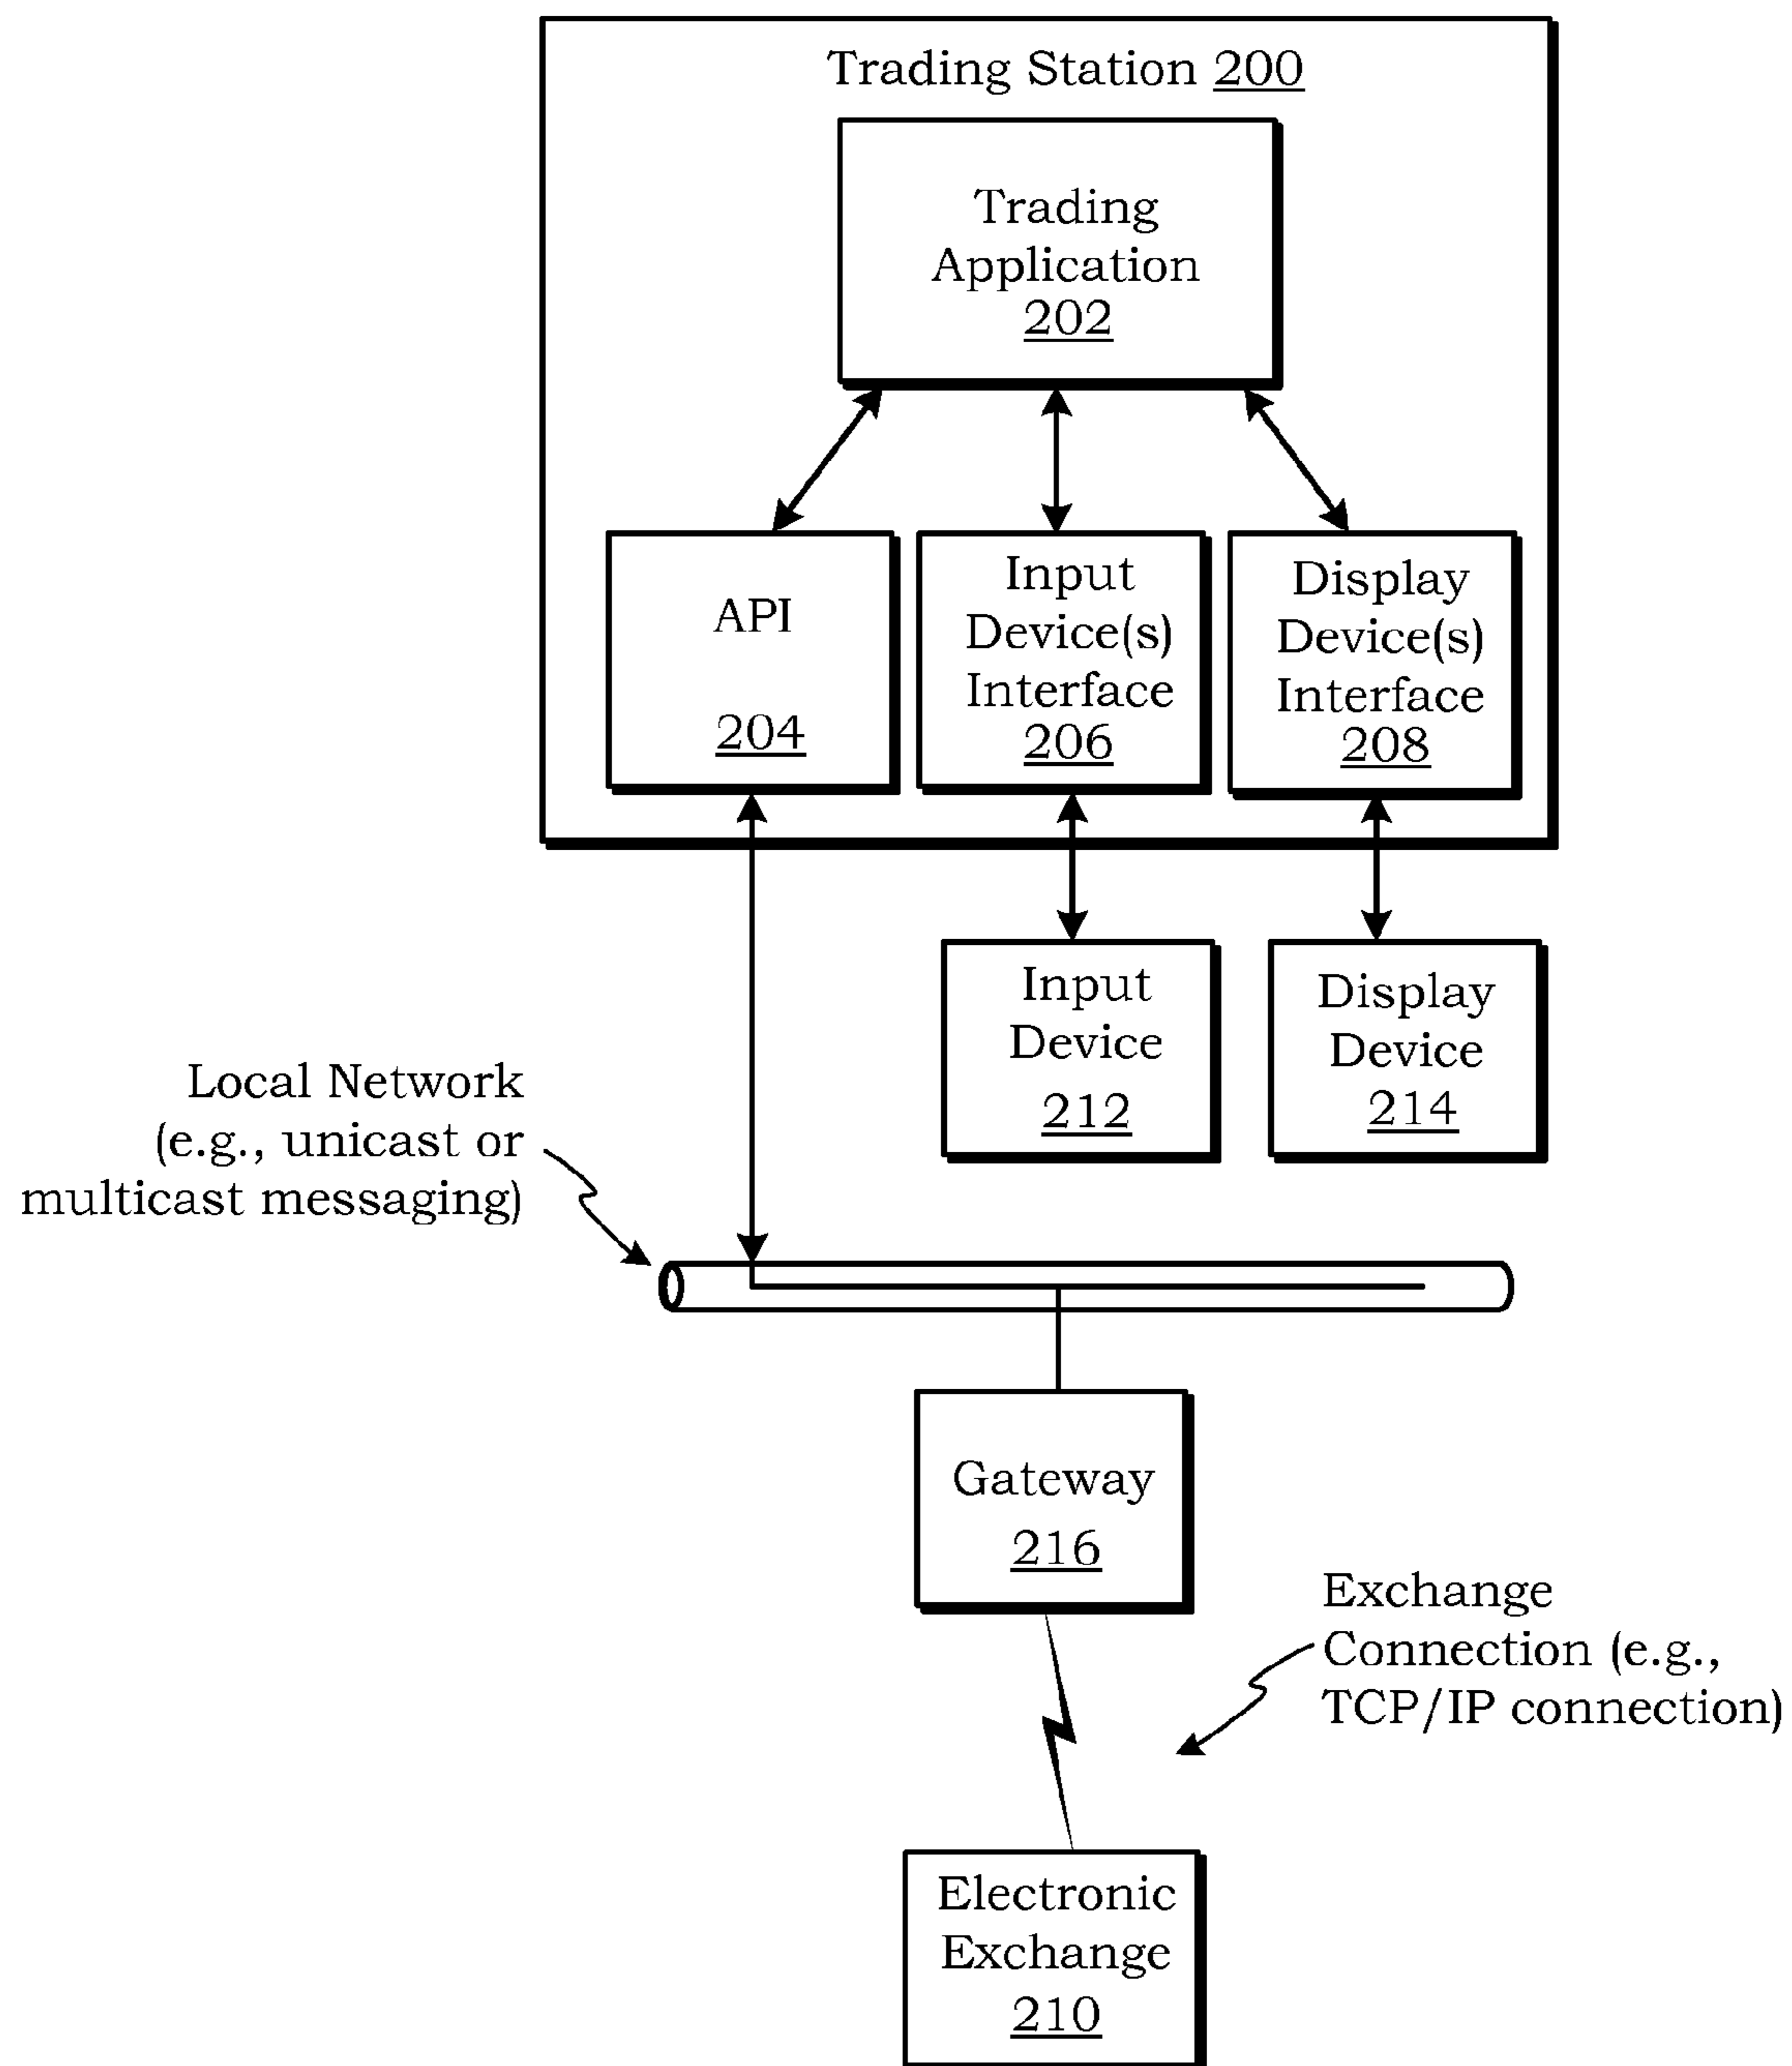 Trading Station 200
Trading
Application
202
API
204
Input
Device(s)
Interface
206
Display
Device(s)
Interface
208
Input
Device
212
Display
Device
214
Local Network
(e.g., unicast or
multicast messaging)
Gateway
216
Exchange
Connection (e.g.,
TCP/IP connection)
Electronic
Exchange
210